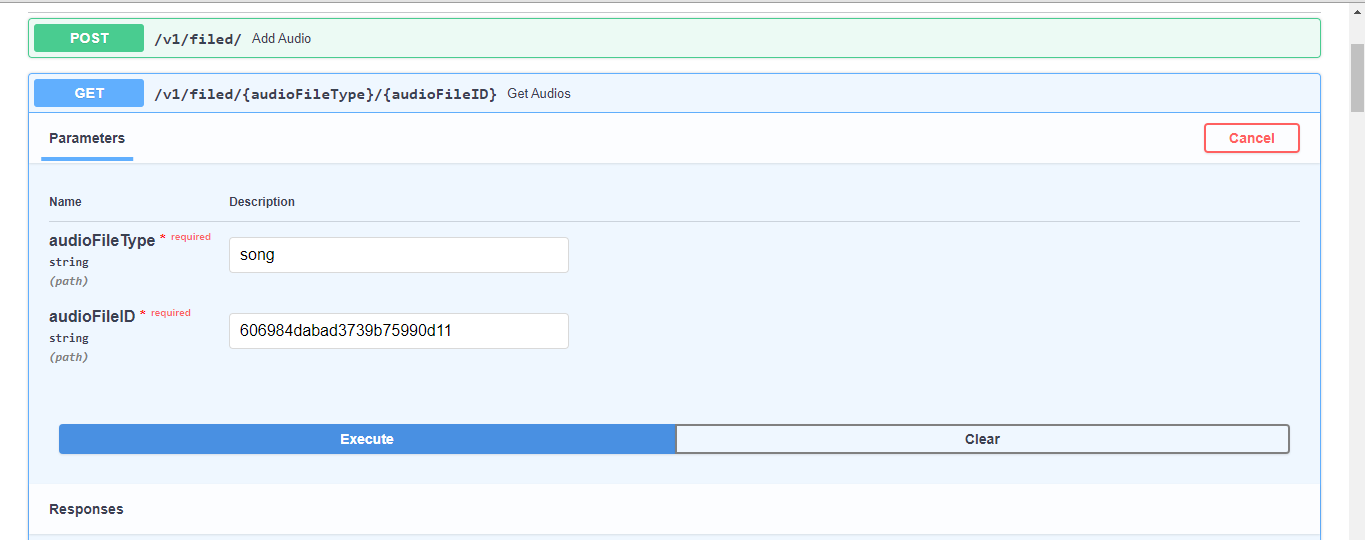 POST /v1/filed/ Add Audio
GET /v1/filed/{audioFileType}/{audioFileID} Get Audios
Parameters Cancel
Name Description
audioFileType * required
string
(path)
song
audioFileID * required
string
(path)
606984dabad3739b75990d11
Execute Clear
Responses